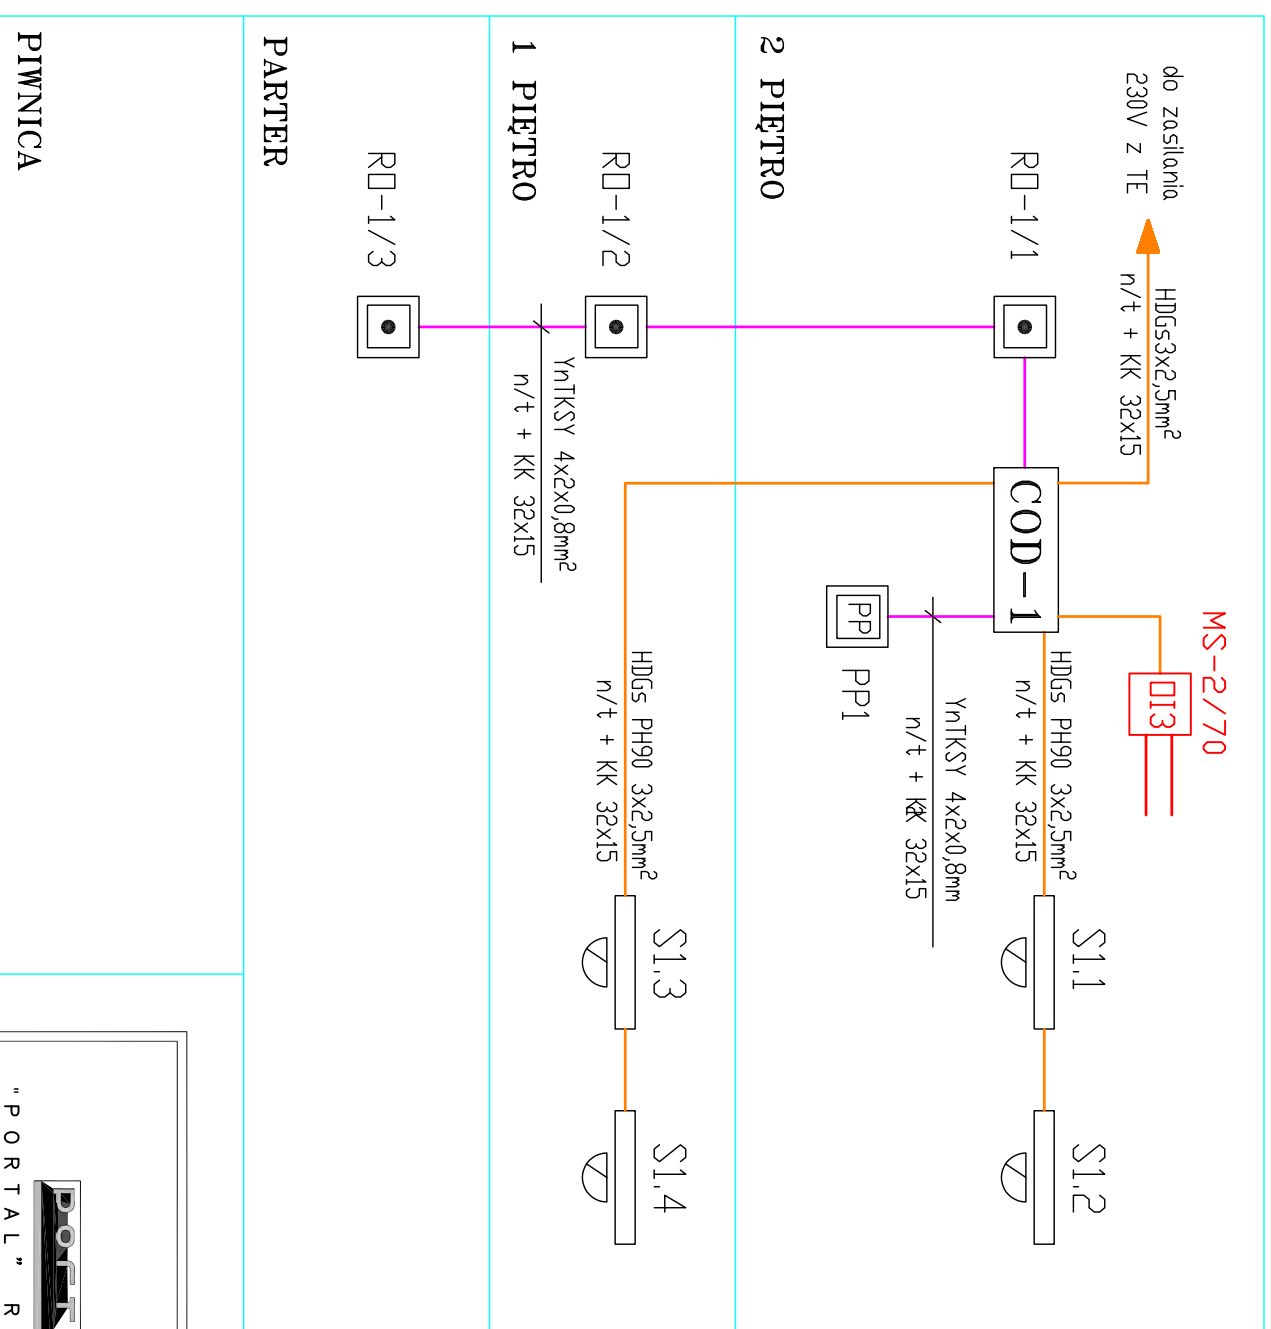 do zasilania
230V z TE
HDGs3x2,5mm²
n/t + KK 32x15
MS-2/70
OI3
2 PIĘTRO
RO-1/1
COD-1
HDGs PH90 3x2,5mm²
n/t + KK 32x15
S1.1
S1.2
YnTKSY 4x2x0,8mm
n/t + KK 32x15
PP
PP1
1 PIĘTRO
RO-1/2
YnTKSY 4x2x0,8mm²
n/t + KK 32x15
HDGs PH90 3x2,5mm²
n/t + KK 32x15
S1.3
S1.4
PARTER
RO-1/3
PIWNICA
PORT
"PORTAL" R